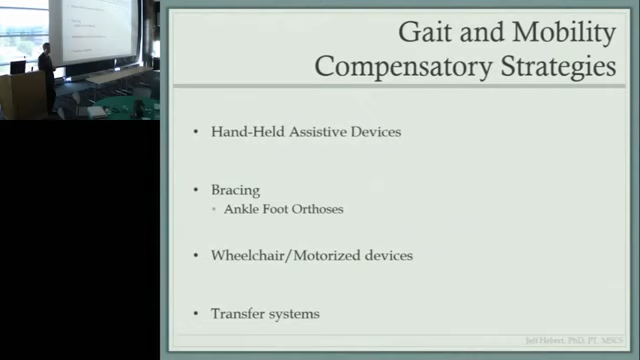 Gait and Mobility
Compensatory Strategies
• Hand-Held Assistive Devices
• Bracing
• Ankle Foot Orthoses
• Wheelchair/Motorized devices
• Transfer systems
Jeff Hebert, PhD, PT, MSCS